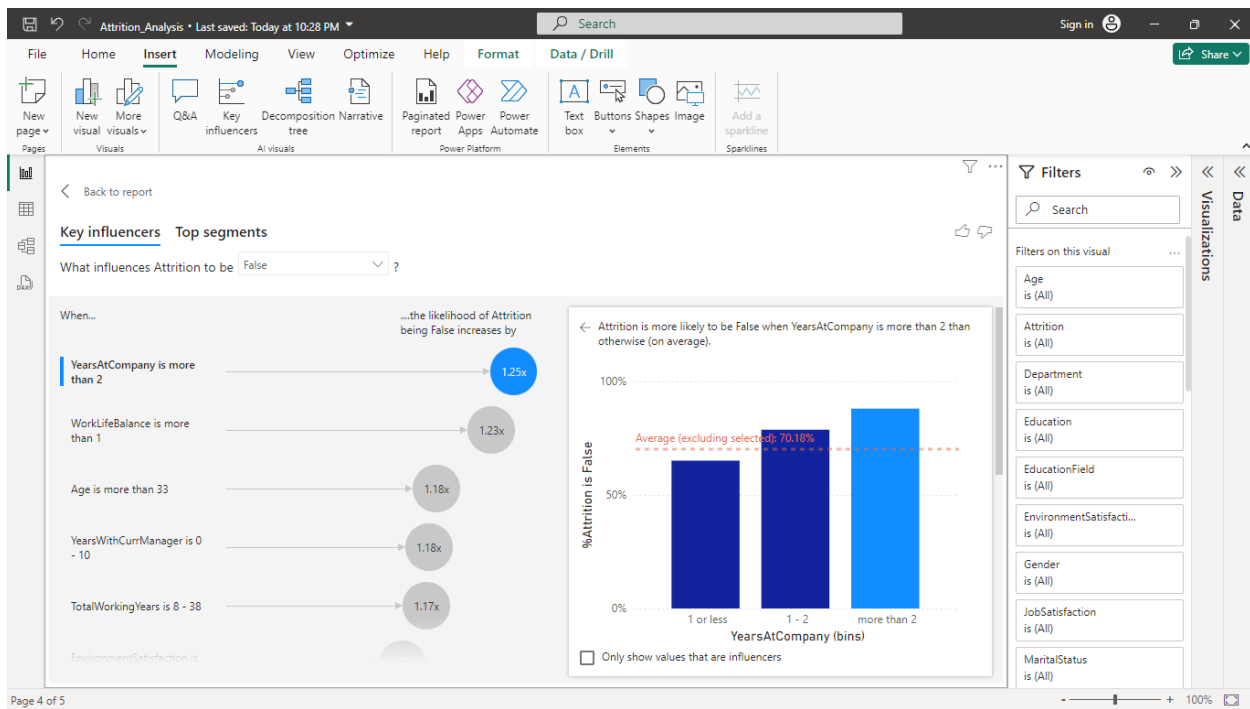 Attrition_Analysis • Last saved: Today at 10:28 PM
Search
Sign in
File Home Insert Modeling View Optimize Help Format Data / Drill
Share
New page
New visual
More visuals
Q&A
Key influencers
Decomposition tree
Narrative
Paginated report
Power Apps
Power Automate
Text box
Buttons
Shapes
Image
Add a sparkline
Pages
Visuals
AI visuals
Power Platform
Elements
Sparklines
Back to report
Key influencers Top segments
What influences Attrition to be False ?
When...
....the likelihood of Attrition
being False increases by
YearsAtCompany is more
than 2
1.25x
WorkLifeBalance is more
than 1
1.23x
Age is more than 33
1.18x
YearsWithCurrManager is 0
- 10
1.18x
TotalWorkingYears is 8 - 38
1.17x
EnvironmentSatisfaction is
Attrition is more likely to be False when YearsAtCompany is more than 2 than
otherwise (on average).
100%
Average (excluding selected): 70.18%
50%
0%
%Attrition is False
1 or less
1 - 2
more than 2
YearsAtCompany (bins)
Only show values that are influencers
Filters
Search
Filters on this visual
...
Age
is (All)
Attrition
is (All)
Department
is (All)
Education
is (All)
EducationField
is (All)
EnvironmentSatisfacti...
is (All)
Gender
is (All)
JobSatisfaction
is (All)
MaritalStatus
is (All)
Visualizations
Data
Page 4 of 5
- + 100%